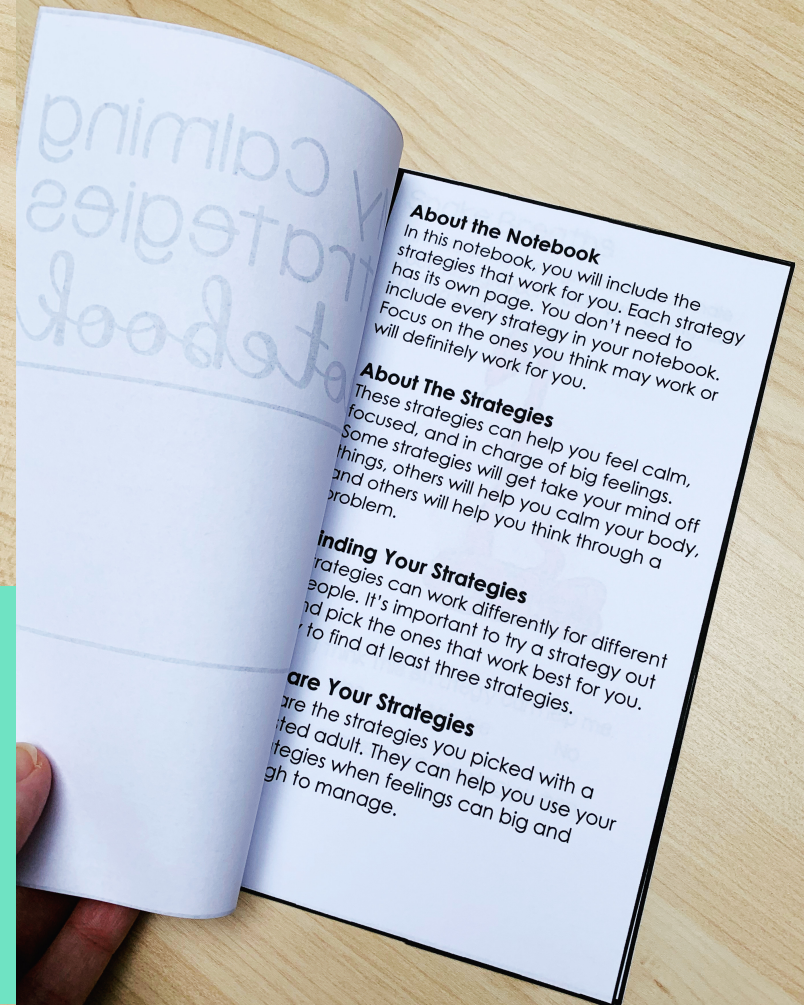 y Calming
trategies
otebook
About the Notebook
In this notebook, you will include the
strategies that work for you. Each strategy
has its own page. You don't need to
include every strategy in your notebook.
Focus on the ones you think may work or
will definitely work for you.
About The Strategies
These strategies can help you feel calm,
focused, and in charge of big feelings.
Some strategies will get take your mind off
things, others will help you calm your body,
and others will help you think through a
problem.
inding Your Strategies
rategies can work differently for different
eople. It's important to try a strategy out
nd pick the ones that work best for you.
to find at least three strategies.
are Your Strategies
are the strategies you picked with a
ted adult. They can help you use your
tegies when feelings can big and
gh to manage.